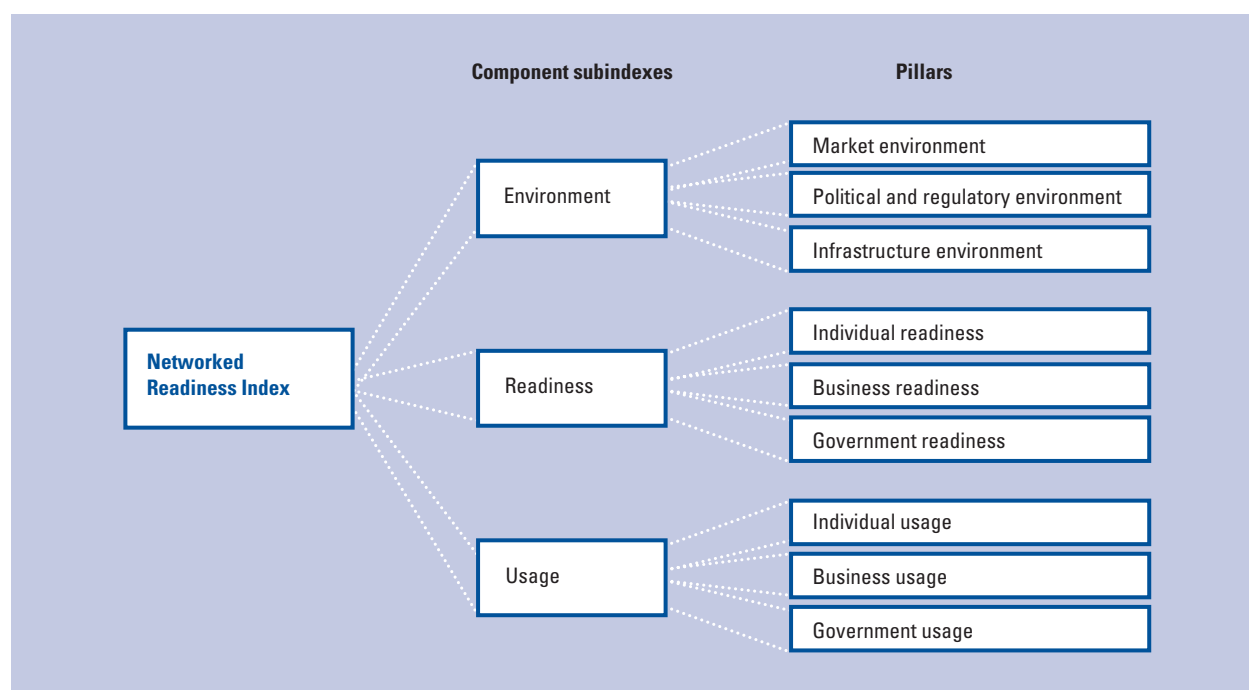 Component subindexes
Pillars
Market environment
Environment
Political and regulatory environment
Infrastructure environment
Networked
Readiness Index
Individual readiness
Readiness
Business readiness
Government readiness
Individual usage
Usage
Business usage
Government usage